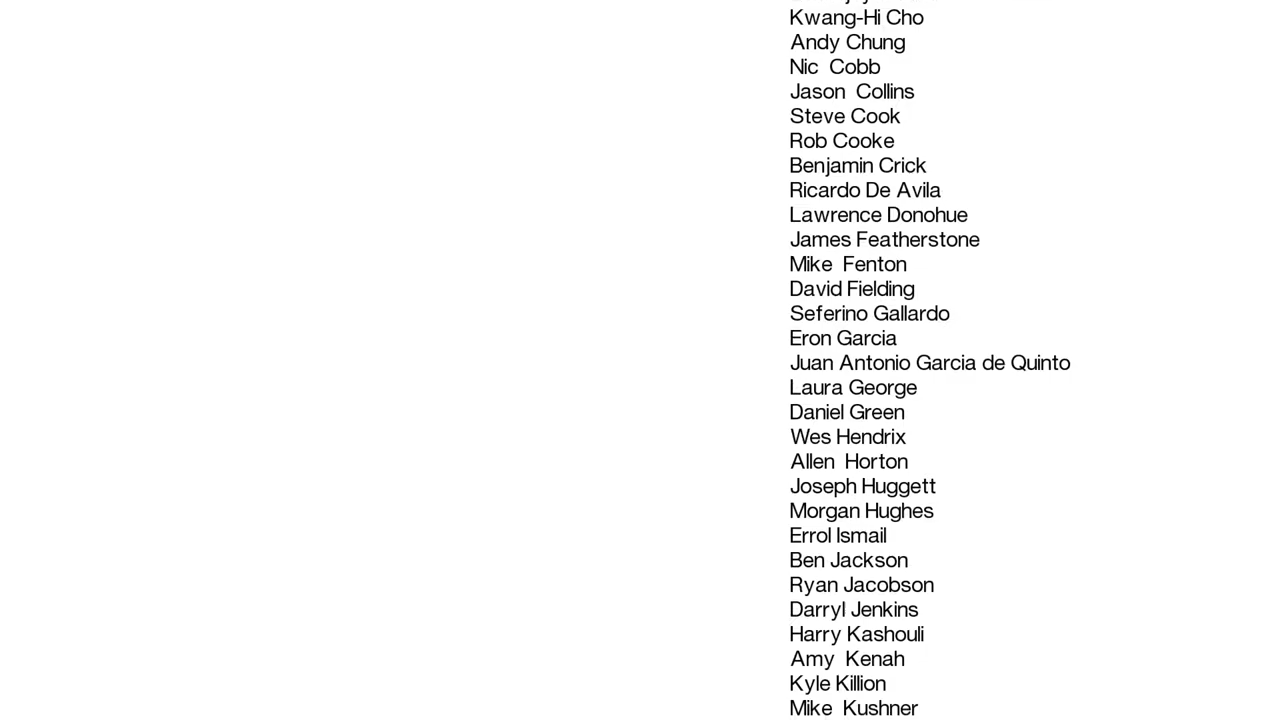 Kwang-Hi Cho
Andy Chung
Nic  Cobb
Jason  Collins
Steve Cook
Rob Cooke
Benjamin Crick
Ricardo De Avila
Lawrence Donohue
James Featherstone
Mike  Fenton
David Fielding
Seferino Gallardo
Eron Garcia
Juan Antonio Garcia de Quinto
Laura George
Daniel Green
Wes Hendrix
Allen  Horton
Joseph Huggett
Morgan Hughes
Errol Ismail
Ben Jackson
Ryan Jacobson
Darryl Jenkins
Harry Kashouli
Amy  Kenah
Kyle Killion
Mike  Kushner